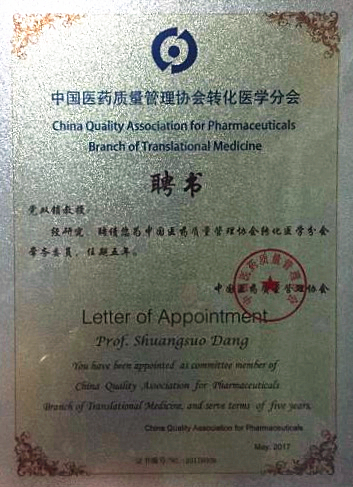 中国医药质量管理协会转化医学分会
China Quality Association for Pharmaceuticals
Branch of Translational Medicine
聘书
党双锁教授:
经研究,聘请您为中国医药质量管理协会转化医学分会
委员,任期五年。
中国医药质量管理协会
Letter of Appointment
Prof. Shuangsuo Dang
You have been appointed as committee member of
China Quality Association for Pharmaceuticals
Branch of Translational Medicine, and serve terms of five years.
China Quality Association for Pharmaceuticals
May, 2017
证书编号/NO.: